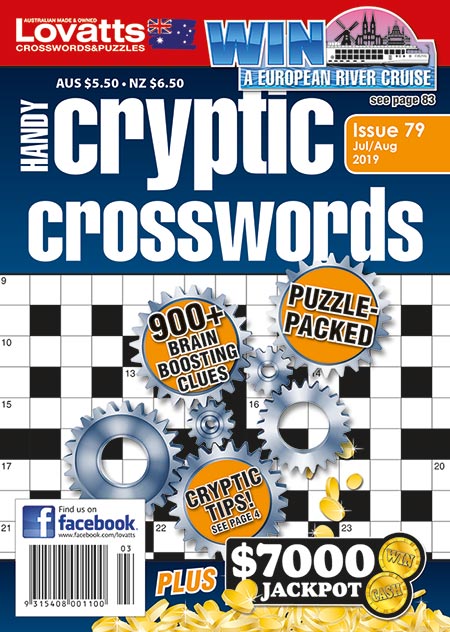 AUSTRALIAN MADE & OWNED
Lovatts
CROSSWORDS&PUZZLES
WIN
A EUROPEAN RIVER CRUISE
see page 83
AUS $5.50 • NZ $6.50
HANDY
cryptic
crosswords
Issue 79
Jul/Aug
2019
9
10
13
15
16
17
20
21
23
900+
BRAIN
BOOSTING
CLUES
PUZZLE-
PACKED
CRYPTIC
TIPS!
SEE PAGE 4
f
Find us on
facebook
www.facebook.com/lovatts
03
9 315408 001100
PLUS
$7000
JACKPOT
WIN
CASH